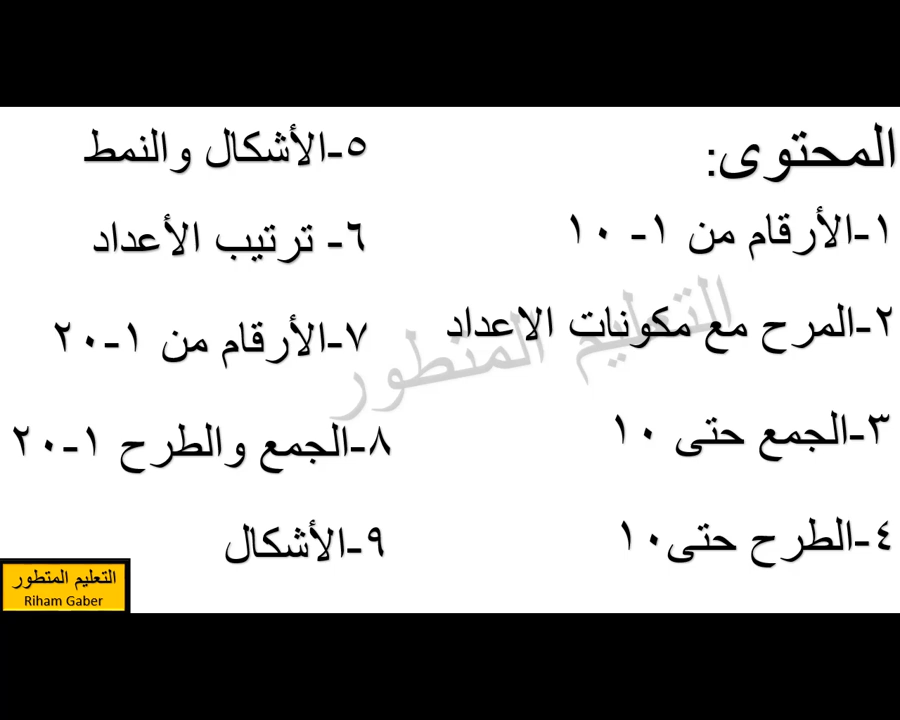 المحتوى:
١-الأرقام من ١- ١٠
٢-المرح مع مكونات الاعداد
٣-الجمع حتى ١٠
٤-الطرح حتى١٠
٥-الأشكال والنمط
٦- ترتيب الأعداد
٧-الأرقام من ١-٢٠
٨-الجمع والطرح ١-٢٠
٩-الأشكال
التعليم المتطور
التعليم المتطور
Riham Gaber